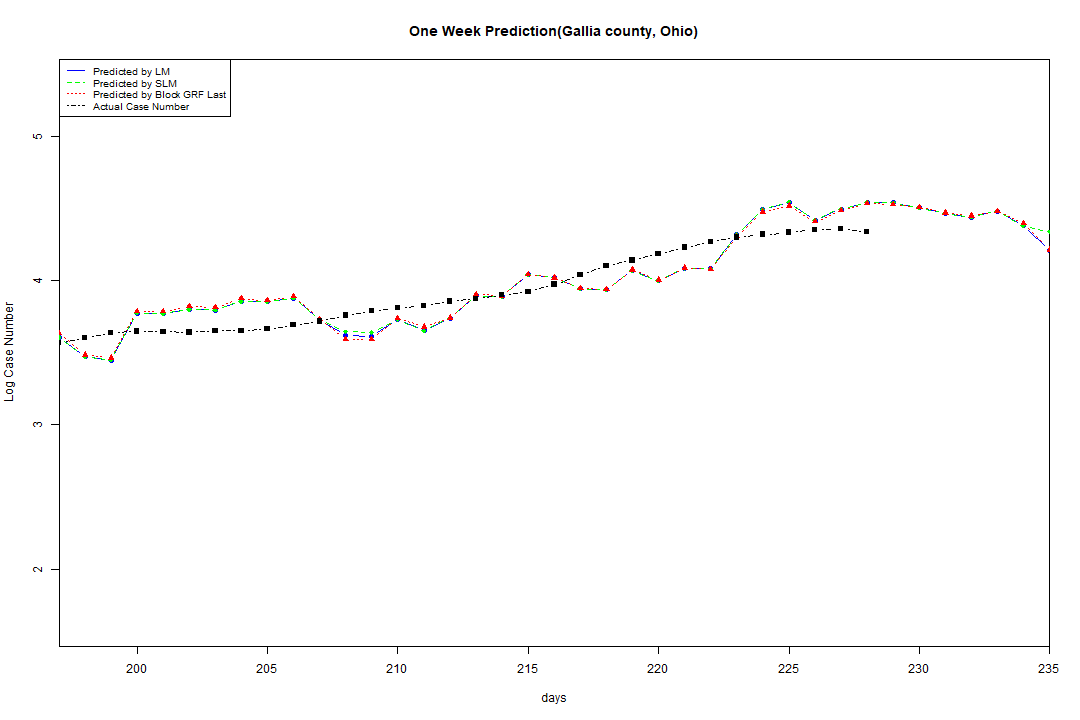 One Week Prediction(Gallia county, Ohio)
Predicted by LM
Predicted by SLM
Predicted by Block GRF Last
Actual Case Number
5
4
3
2
Log Case Number
200 205 210 215 220 225 230 235
days